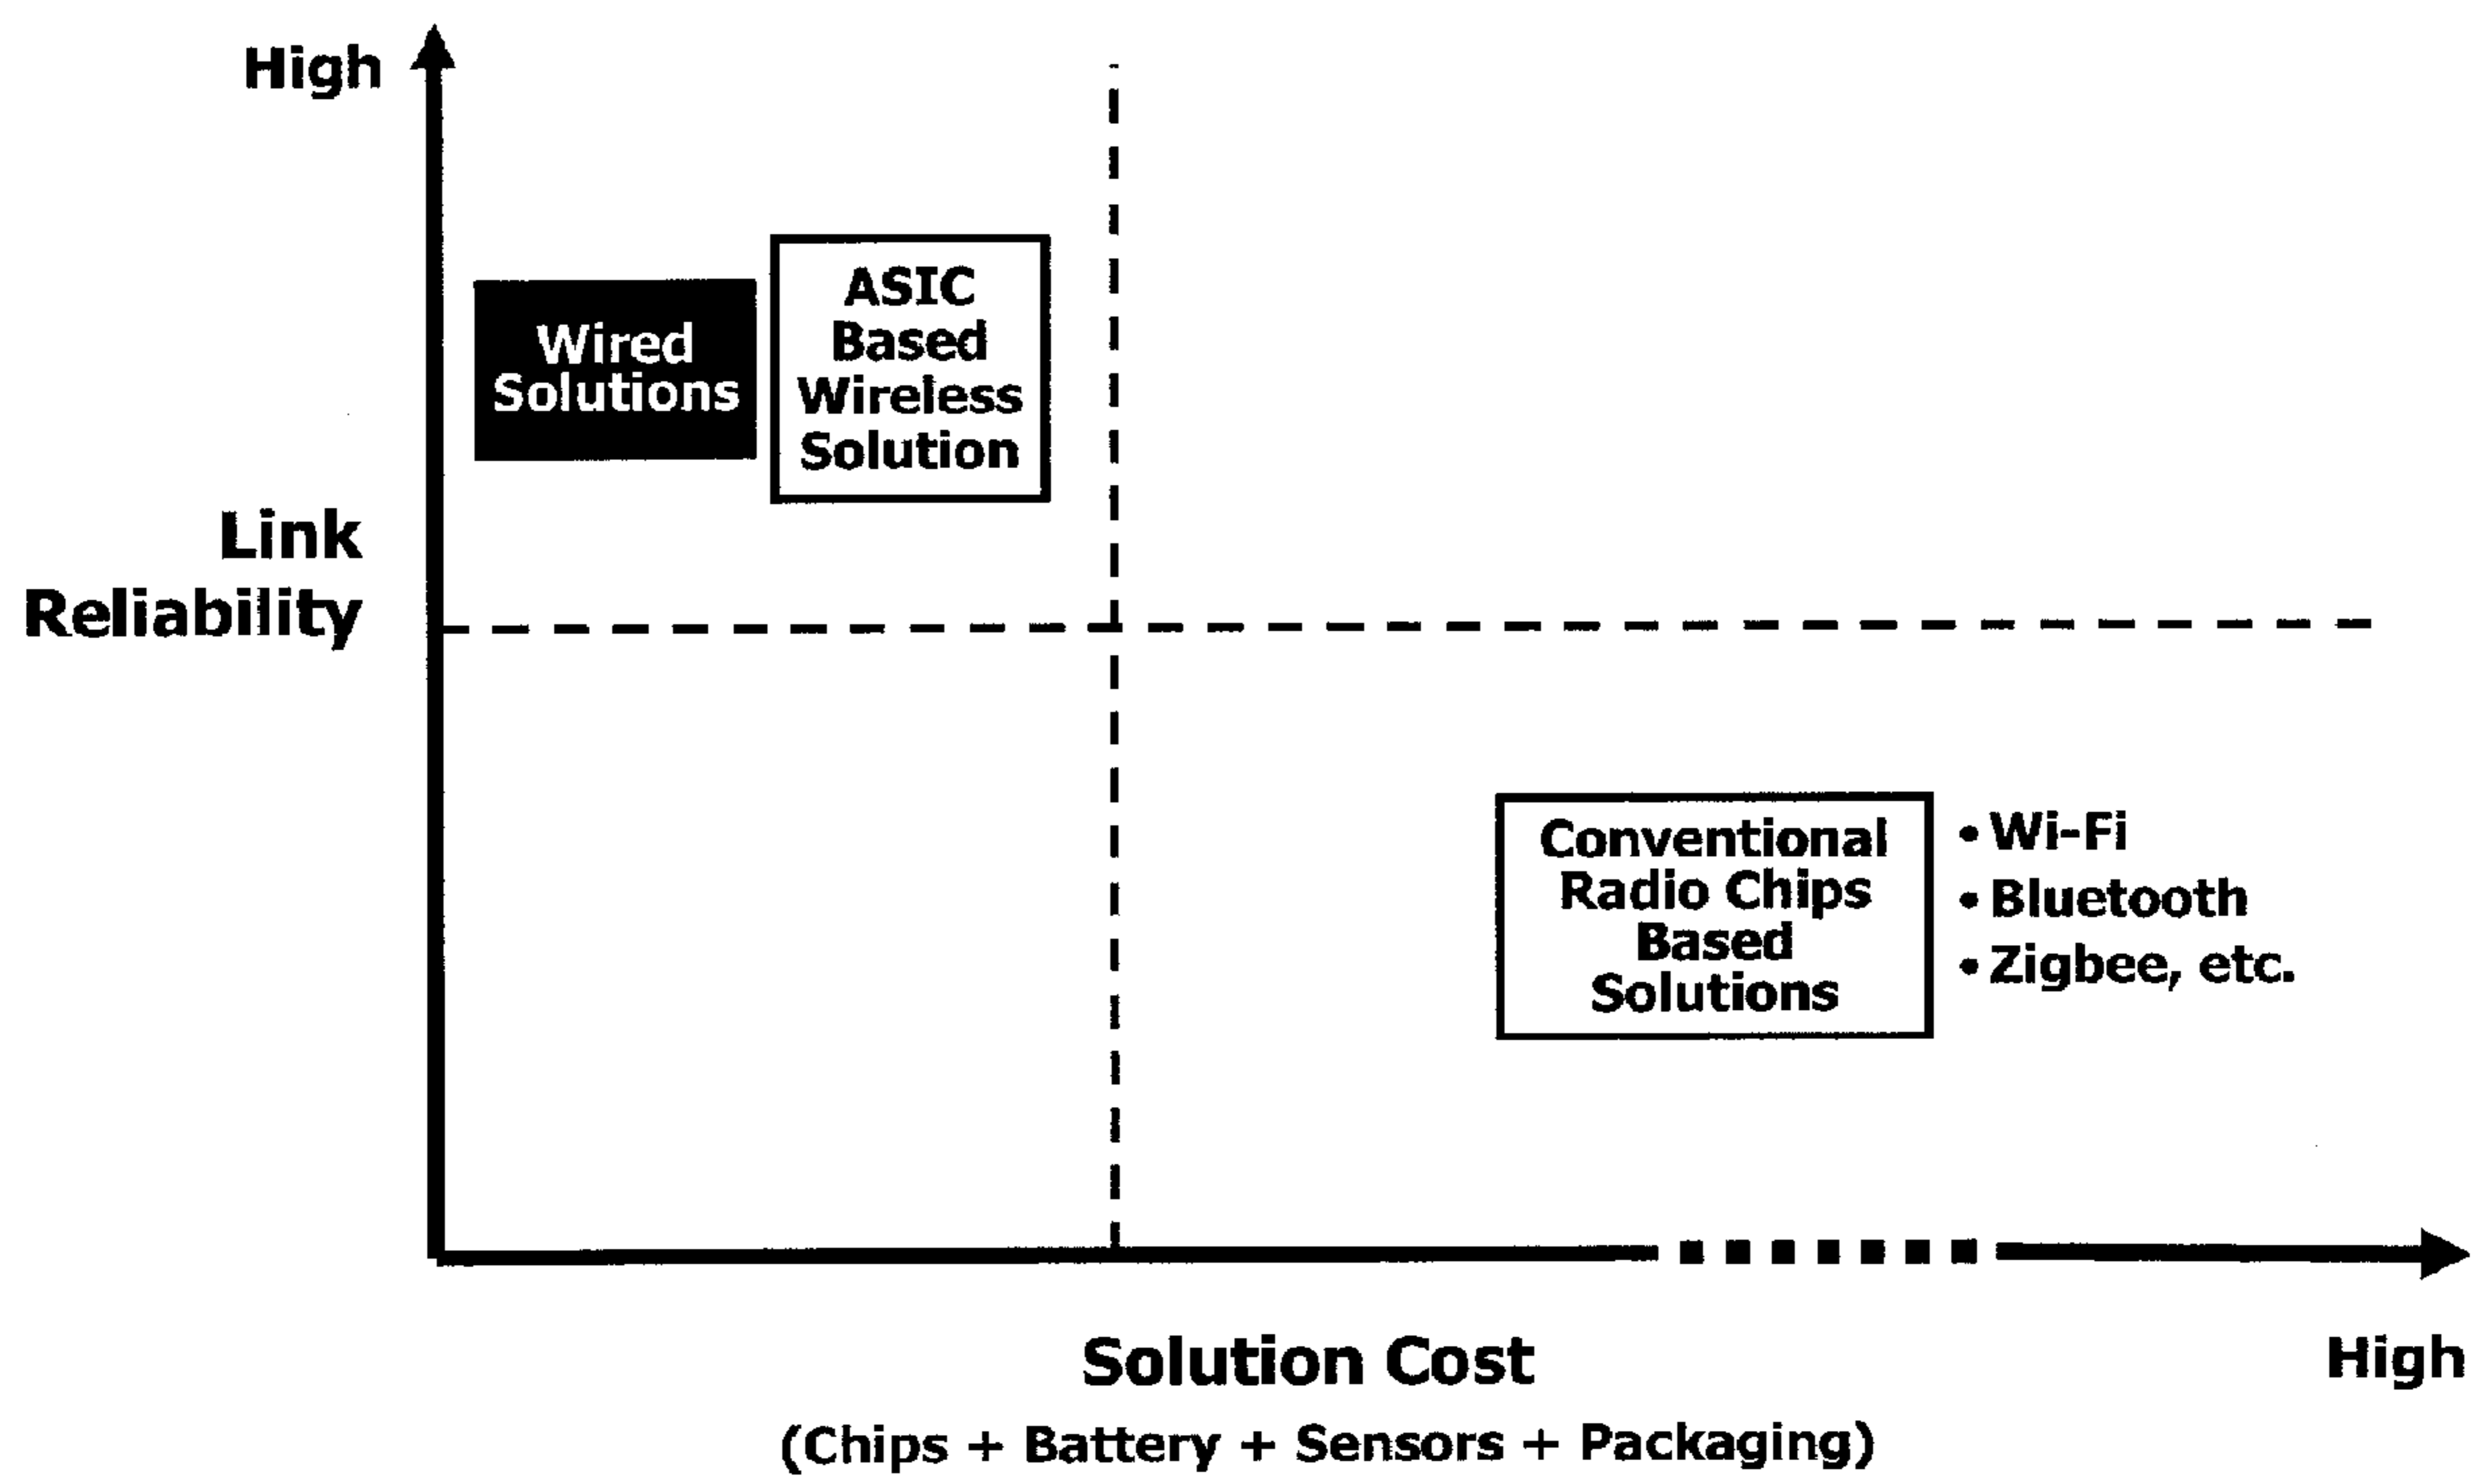 High
Wired
Solutions
ASIC
Based
Wireless
Solution
Link
Reliability
Conventional
Radio Chips
Based
Solutions
• Wi-Fi
• Bluetooth
• Zigbee, etc.
Solution Cost
High
(Chips + Battery + Sensors + Packaging)